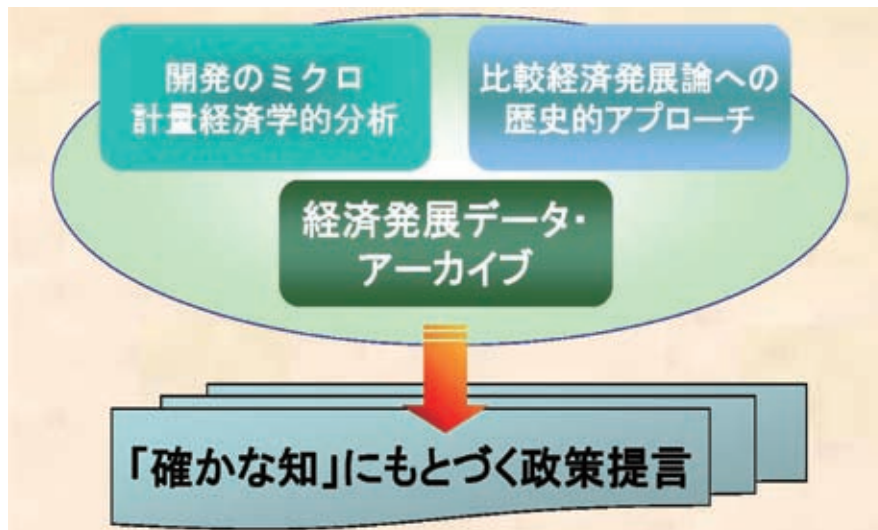 開発のミクロ
計量経済学的分析
比較経済発展論への
歴史的アプローチ
経済発展データ・
アーカイブ
「確かな知」にもとづく政策提言